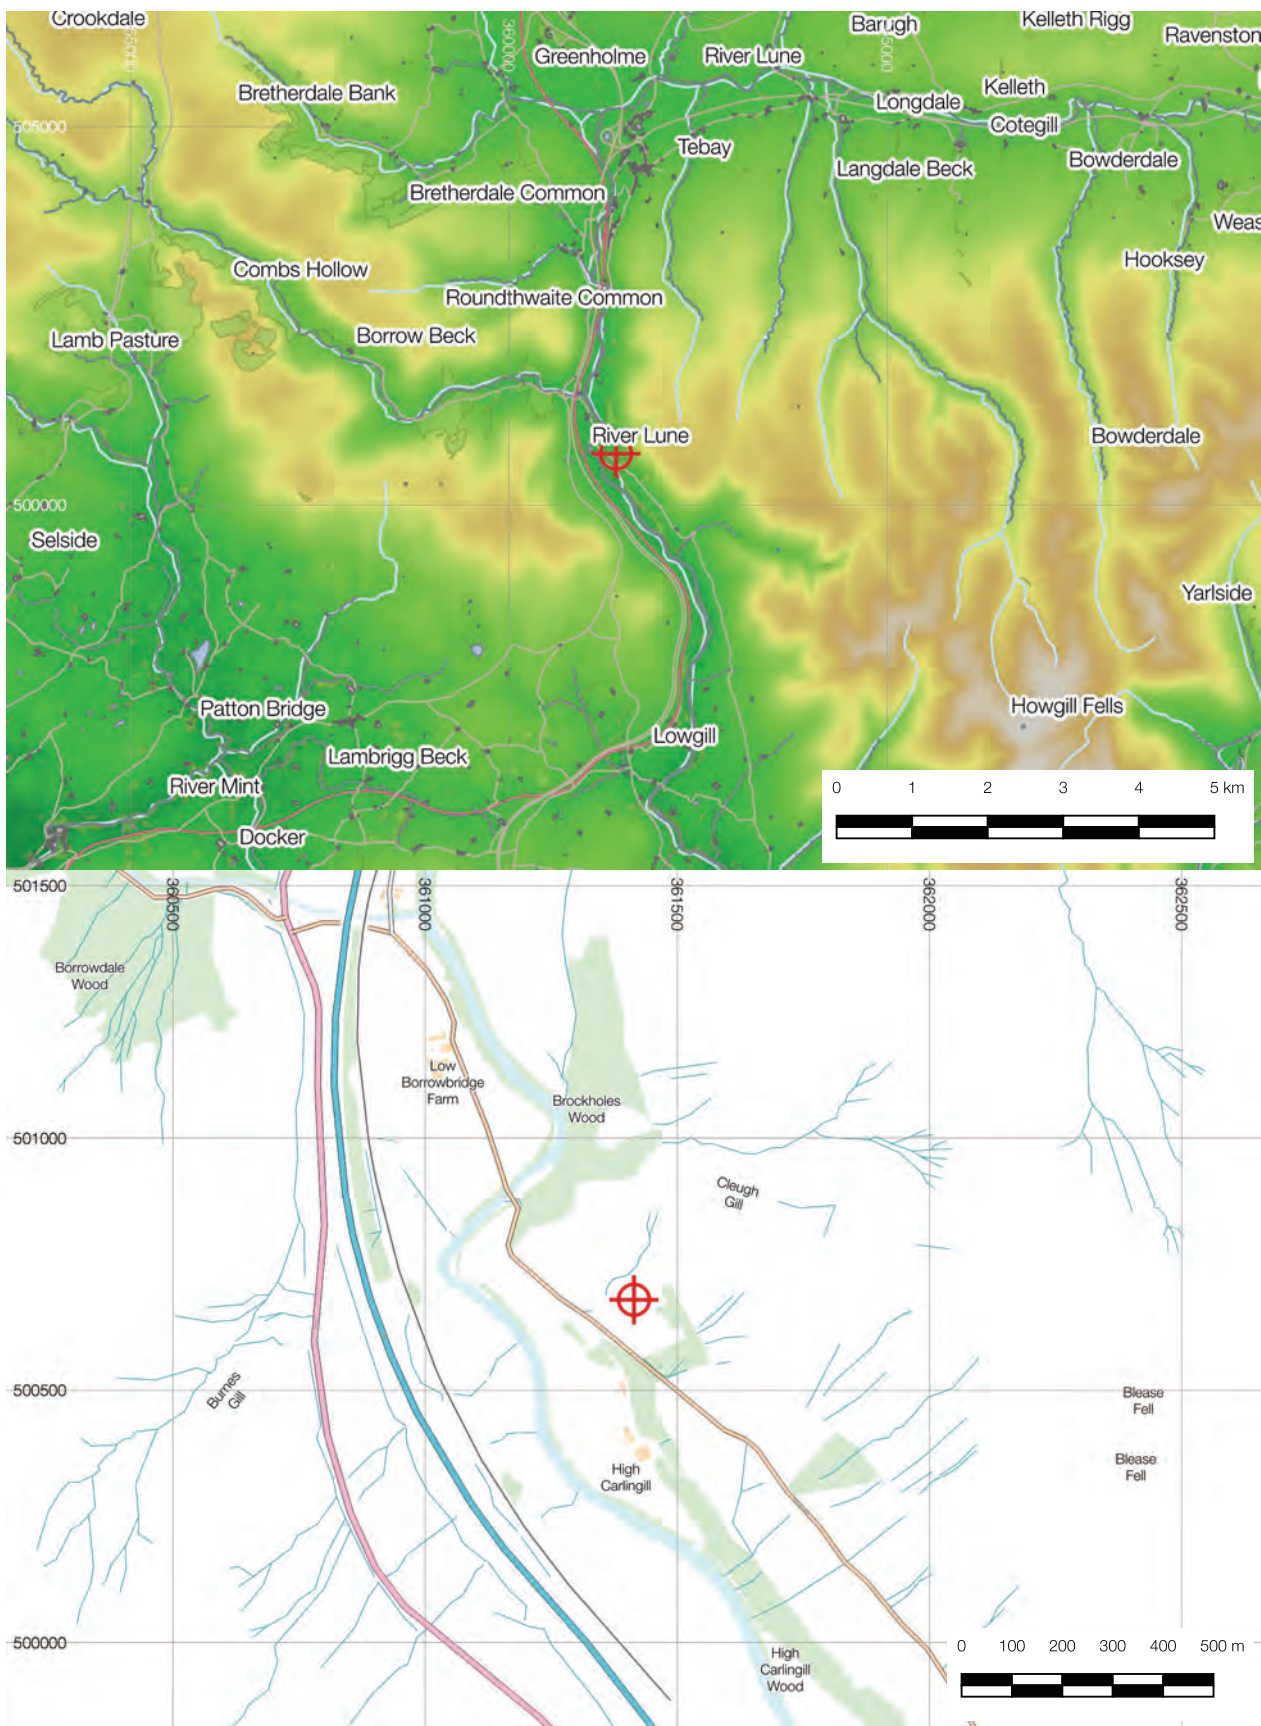 Crookdale
Barugh
Kelleth Rigg
Ravenston
Greenholme
River Lune
360000
Bretherdale Bank
Longdale
Kelleth
505000
Cotegill
Tebay
Bowderdale
Langdale Beck
Bretherdale Common
Weas
Combs Hollow
Hooksey
Roundthwaite Common
Lamb Pasture
Borrow Beck
River Lune
Bowderdale
500000
Selside
Yarlside
Patton Bridge
Howgill Fells
Lowgill
Lambrigg Beck
River Mint
0 1 2 3 4 5 km
Docker
501500
360500
361000
361500
362000
362500
Borrowdale
Wood
Low
Borrowbridge
Farm
Brockholes
Wood
501000
Cleugh
Gill
500500
Burnes
Gill
Blease
Fell
Blease
Fell
High
Carlingill
500000
0 100 200 300 400 500 m
High
Carlingill
Wood